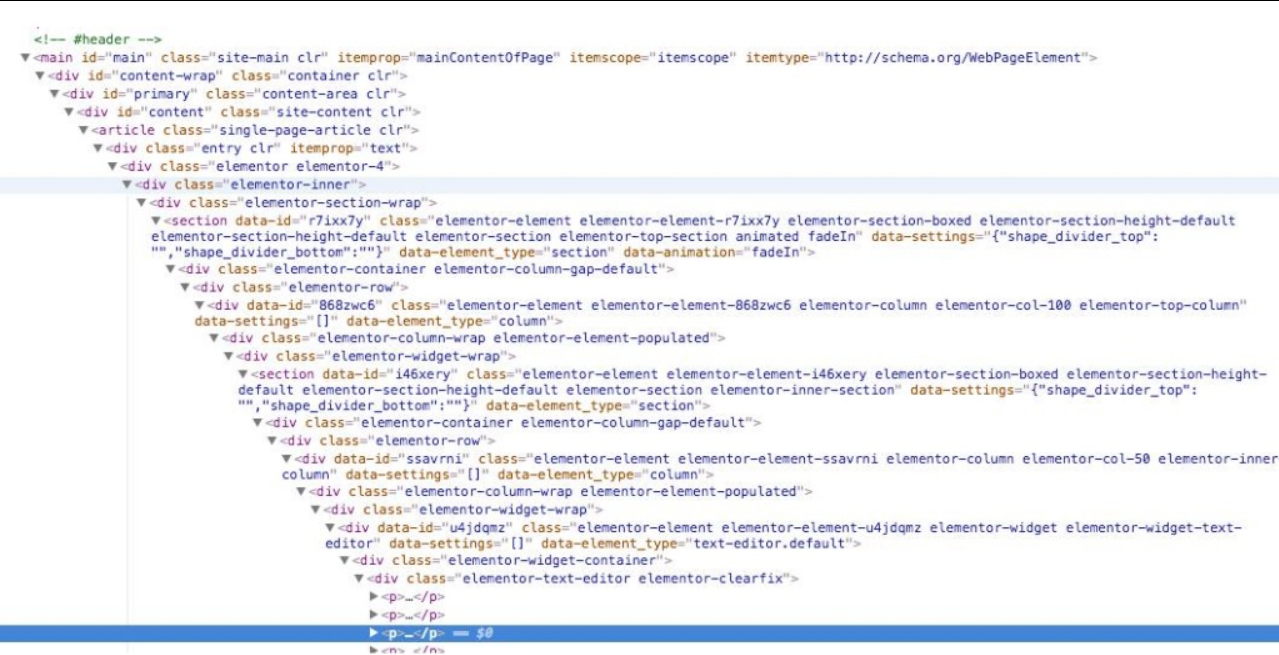 <!-- #header -->
▼<main id="main" class="site-main clr" itemprop="mainContentOfPage" itemscope="itemscope" itemtype="http://schema.org/WebPageElement">
▼<div id="content-wrap" class="container clr">
▼<div id="primary" class="content-area clr">
▼<div id="content" class="site-content clr">
▼<article class="single-page-article clr">
▼<div class="entry clr" itemprop="text">
▼<div class="elementor elementor-4">
▼<div class="elementor-inner">
▼<div class="elementor-section-wrap">
▼<section data-id="r7ixx7y" class="elementor-element elementor-element-r7ixx7y elementor-section-boxed elementor-section-height-default
elementor-section-height-default elementor-section elementor-top-section animated fadeIn" data-settings="{"shape_divider_top":
"","shape_divider_bottom":""}" data-element_type="section" data-animation="fadeIn">
▼<div class="elementor-container elementor-column-gap-default">
▼<div class="elementor-row">
▼<div data-id="868zwc6" class="elementor-element elementor-element-868zwc6 elementor-column elementor-col-100 elementor-top-column"
data-settings="[]" data-element_type="column">
▼<div class="elementor-column-wrap elementor-element-populated">
▼<div class="elementor-widget-wrap">
▼<section data-id="i46xery" class="elementor-element elementor-element-i46xery elementor-section-boxed elementor-section-height-
default elementor-section-height-default elementor-section elementor-inner-section" data-settings="{"shape_divider_top":
"","shape_divider_bottom":""}" data-element_type="section">
▼<div class="elementor-container elementor-column-gap-default">
▼<div class="elementor-row">
▼<div data-id="ssavrni" class="elementor-element elementor-element-ssavrni elementor-column elementor-col-50 elementor-inner
column" data-settings="[]" data-element_type="column">
▼<div class="elementor-column-wrap elementor-element-populated">
▼<div class="elementor-widget-wrap">
▼<div data-id="u4jdqmz" class="elementor-element elementor-element-u4jdqmz elementor-widget elementor-widget-text-
editor" data-settings="[]" data-element_type="text-editor.default">
▼<div class="elementor-widget-container">
▼<div class="elementor-text-editor elementor-clearfix">
▶<p>…</p>
▶<p>…</p>
▶<p>…</p> == $0